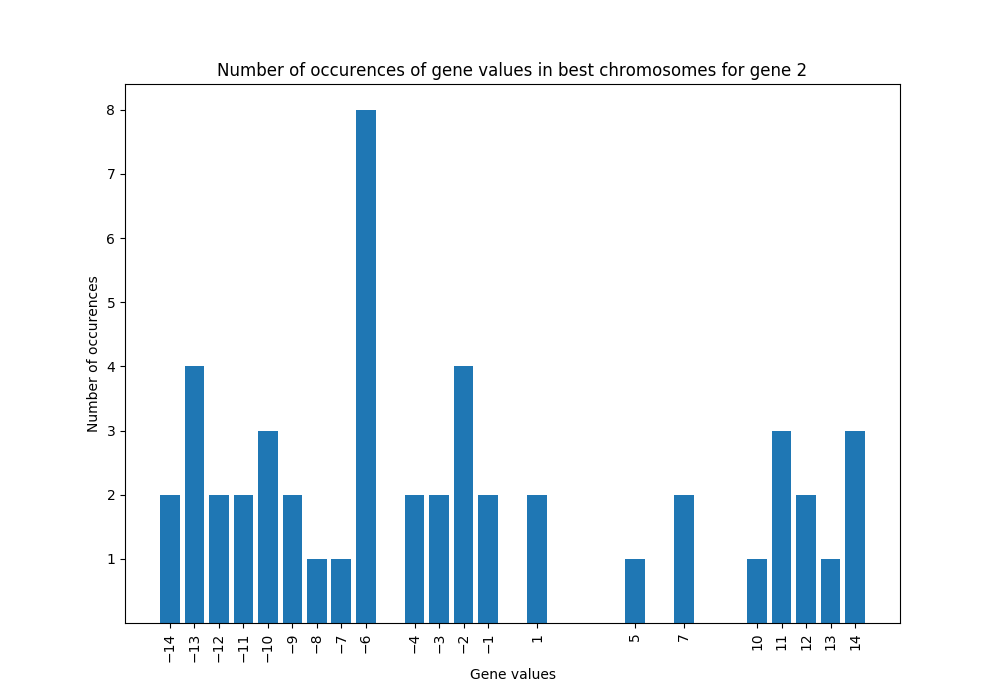 Number of occurences of gene values in best chromosomes for gene 2
Number of occurences
8
7
6
5
4
3
2
1
−14 −13 −12 −11 −10 −9 −8 −7 −6 −4 −3 −2 −1 1 5 7 10 11 12 13 14
Gene values